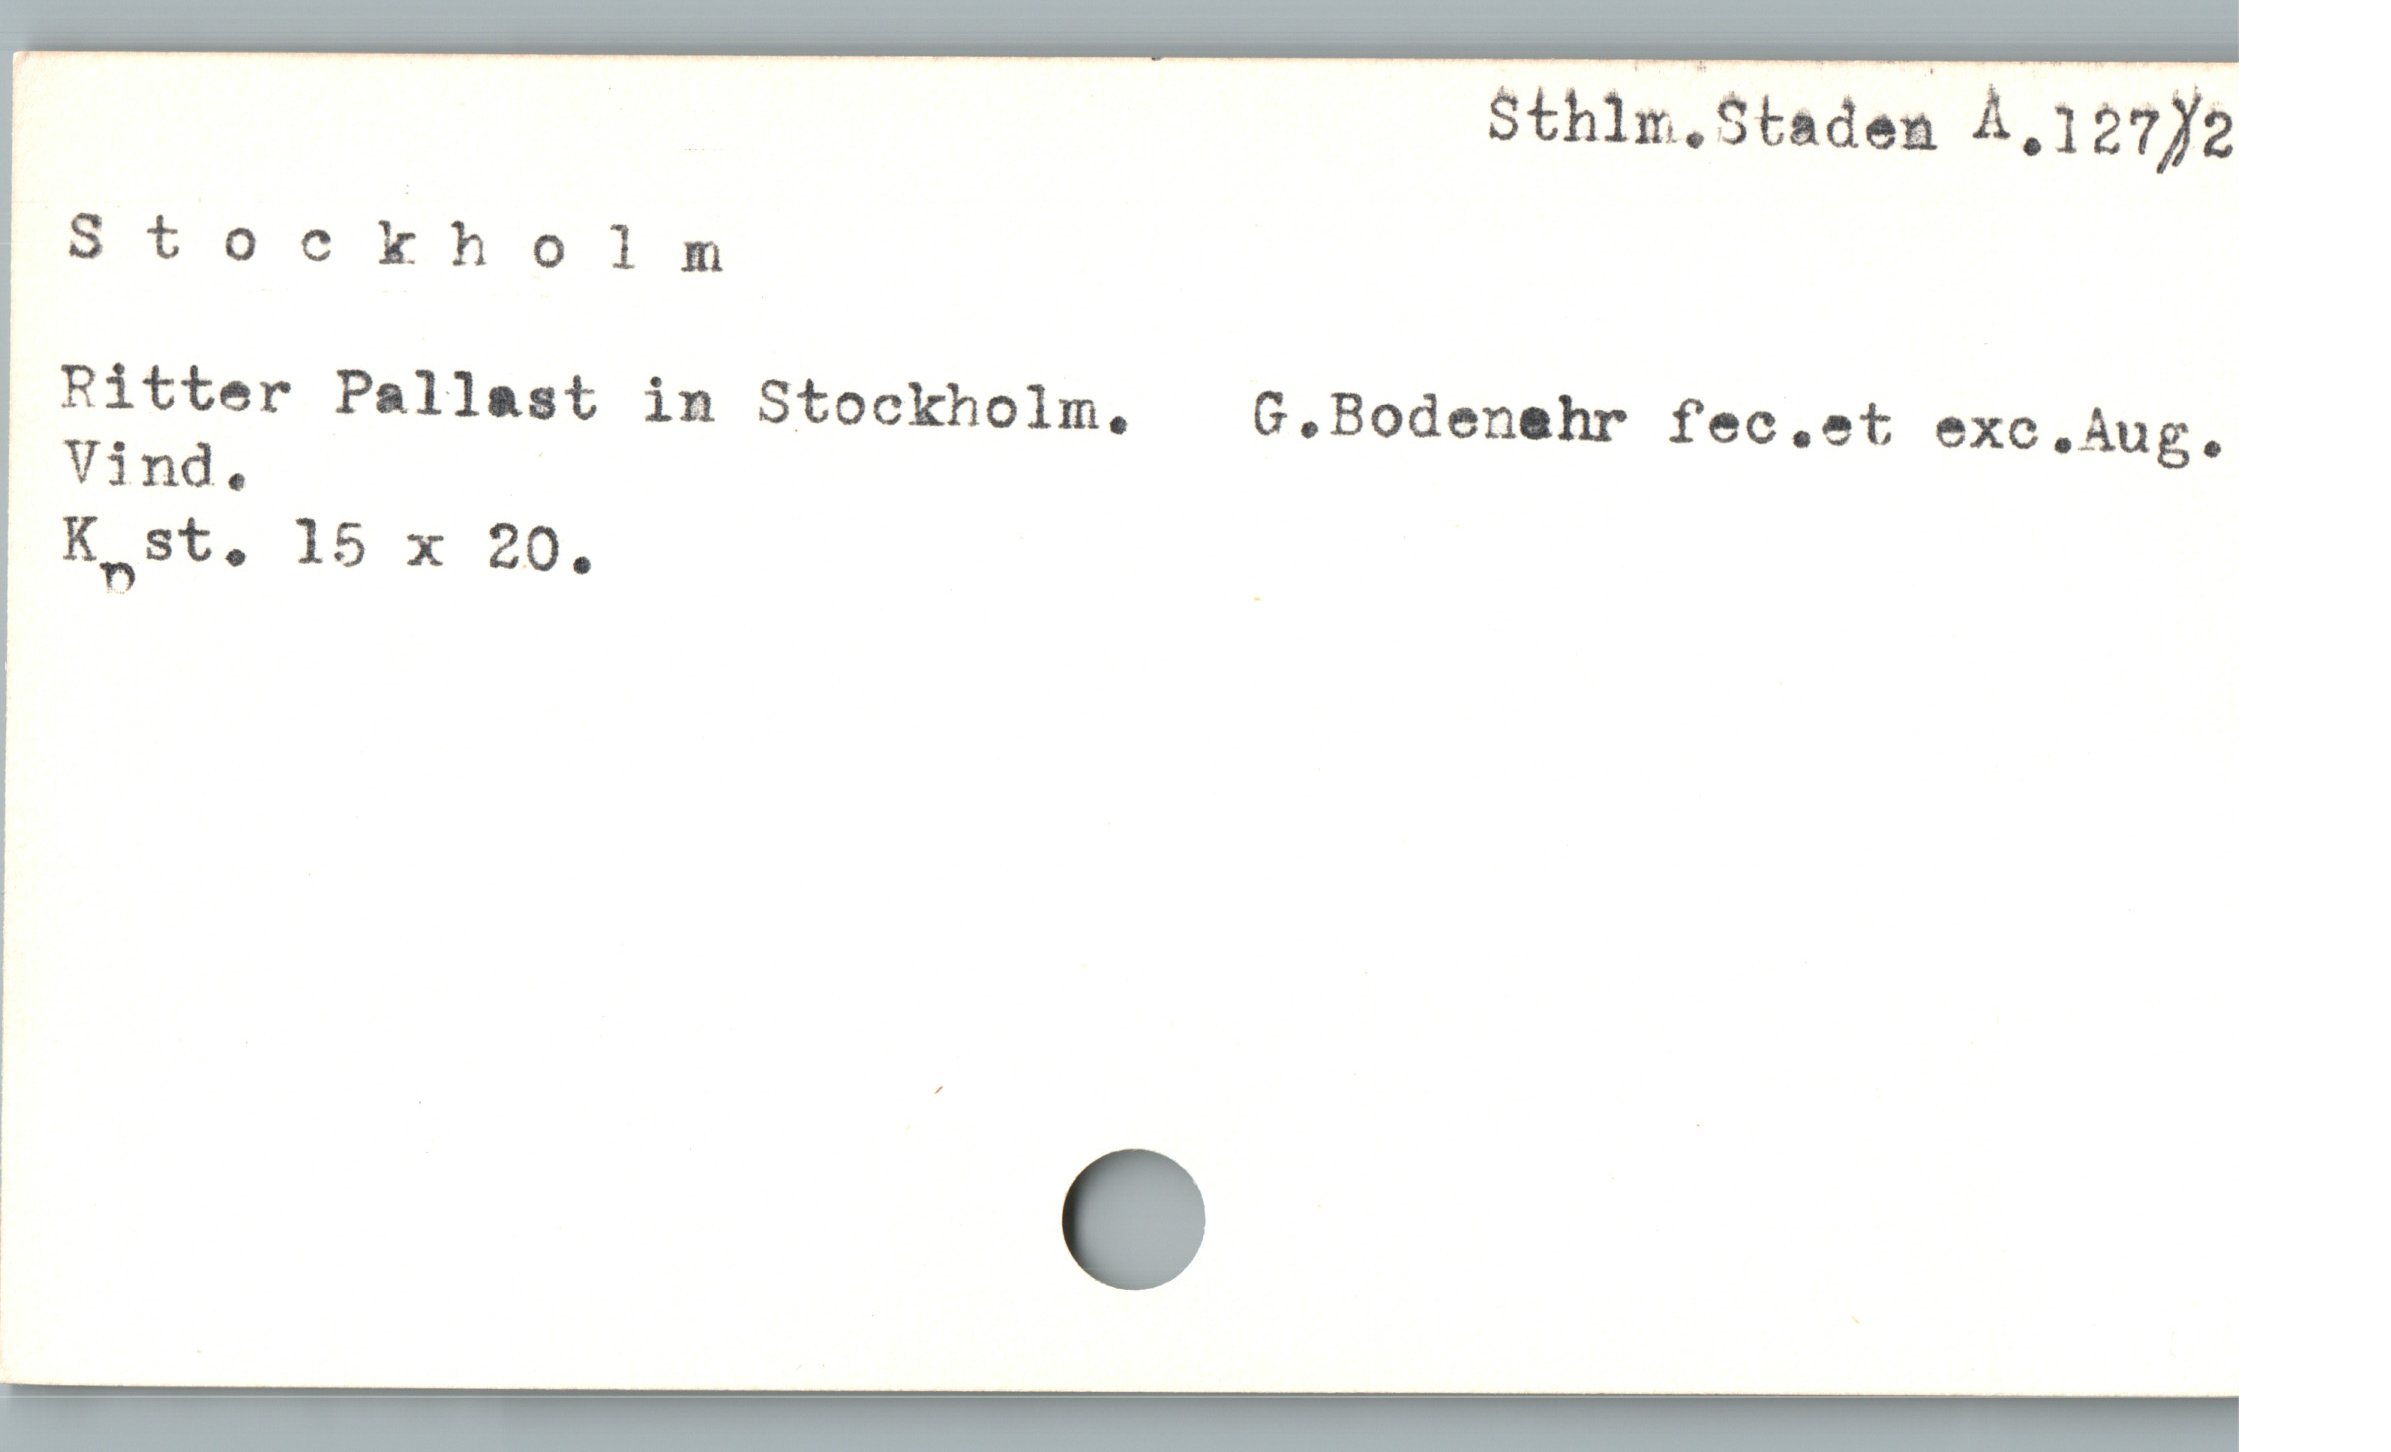 Sthlm.Staden A.127/2
S t o c k h o l m
Ritter Pallast in Stockholm. G.Bodenehr fec.et exc.Aug.
Vind.
Kpst. 15 x 20.